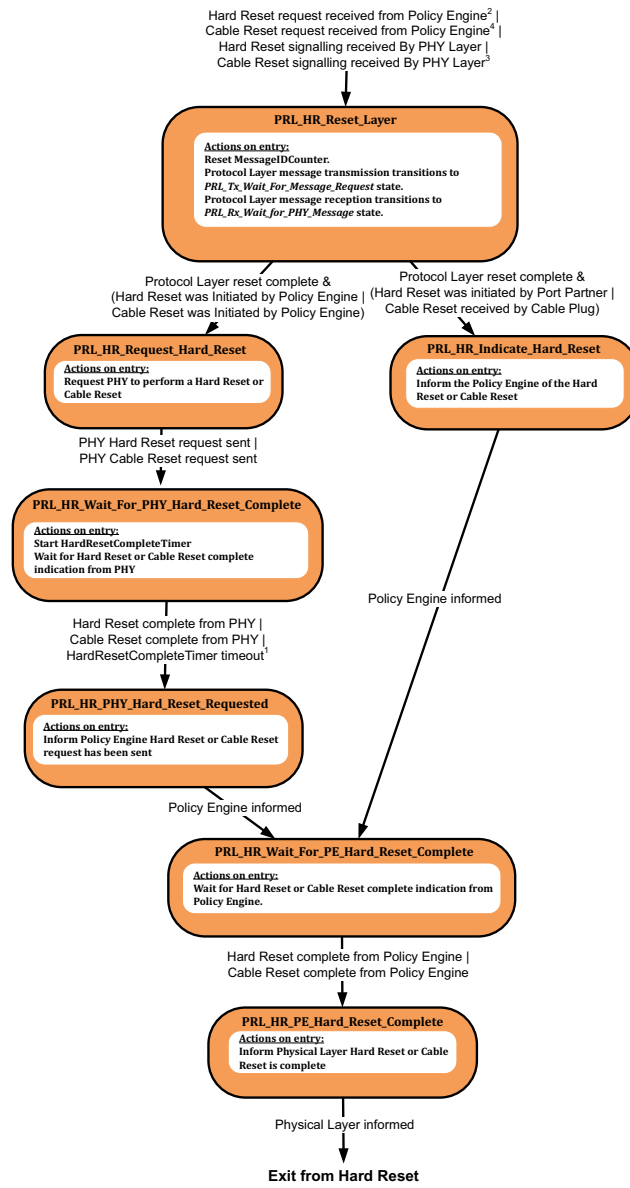 Hard Reset request received from Policy Engine² |
Cable Reset request received from Policy Engine⁴ |
Hard Reset signalling received By PHY Layer |
Cable Reset signalling received By PHY Layer³
PRL_HR_Reset_Layer
Actions on entry:
Reset MessageIDCounter.
Protocol Layer message transmission transitions to
PRL_Tx_Wait_For_Message_Request state.
Protocol Layer message reception transitions to
PRL_Rx_Wait_for_PHY_Message state.
Protocol Layer reset complete &
(Hard Reset was Initiated by Policy Engine |
Cable Reset was Initiated by Policy Engine)
Protocol Layer reset complete &
(Hard Reset was initiated by Port Partner |
Cable Reset received by Cable Plug)
PRL_HR_Request_Hard_Reset
Actions on entry:
Request PHY to perform a Hard Reset or
Cable Reset
PRL_HR_Indicate_Hard_Reset
Actions on entry:
Inform the Policy Engine of the Hard
Reset or Cable Reset
PHY Hard Reset request sent |
PHY Cable Reset request sent
PRL_HR_Wait_For_PHY_Hard_Reset_Complete
Actions on entry:
Start HardResetCompleteTimer
Wait for Hard Reset or Cable Reset complete
indication from PHY
Policy Engine informed
Hard Reset complete from PHY |
Cable Reset complete from PHY |
HardResetCompleteTimer timeout¹
PRL_HR_PHY_Hard_Reset_Requested
Actions on entry:
Inform Policy Engine Hard Reset or Cable Reset
request has been sent
Policy Engine informed
PRL_HR_Wait_For_PE_Hard_Reset_Complete
Actions on entry:
Wait for Hard Reset or Cable Reset complete indication from
Policy Engine.
Hard Reset complete from Policy Engine |
Cable Reset complete from Policy Engine
PRL_HR_PE_Hard_Reset_Complete
Actions on entry:
Inform Physical Layer Hard Reset or Cable
Reset is complete
Physical Layer informed
Exit from Hard Reset